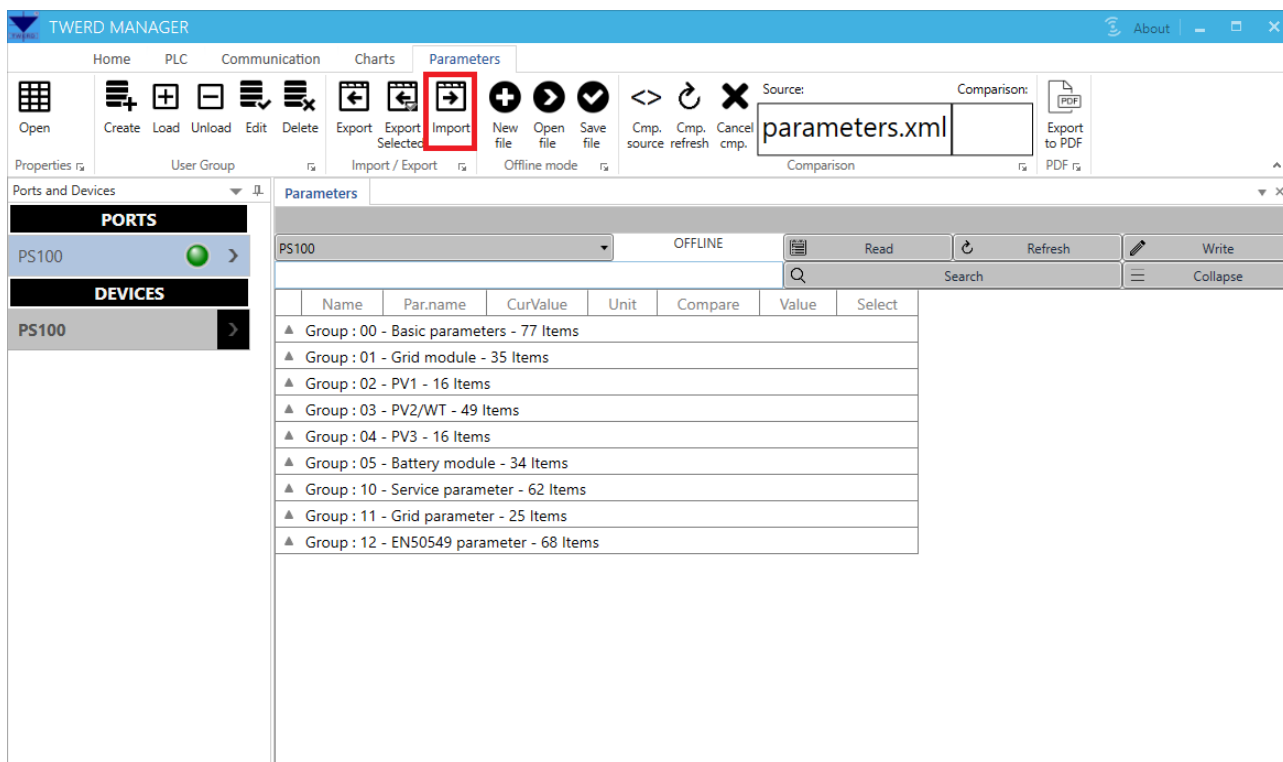 TWERD MANAGER
About
Home PLC Communication Charts Parameters
Open
Create Load Unload Edit Delete
Export Export Selected Import
New file Open file Save file
Cmp. source Cmp. refresh Cancel cmp.
Source:
parameters.xml
Comparison:
PDF
Export to PDF
Properties User Group Import / Export Offline mode Comparison PDF
Ports and Devices
PORTS
PS100
DEVICES
PS100
Parameters
PS100 OFFLINE Read Refresh Write
Search Collapse
Name Par.name CurValue Unit Compare Value Select
Group : 00 - Basic parameters - 77 Items
Group : 01 - Grid module - 35 Items
Group : 02 - PV1 - 16 Items
Group : 03 - PV2/WT - 49 Items
Group : 04 - PV3 - 16 Items
Group : 05 - Battery module - 34 Items
Group : 10 - Service parameter - 62 Items
Group : 11 - Grid parameter - 25 Items
Group : 12 - EN50549 parameter - 68 Items